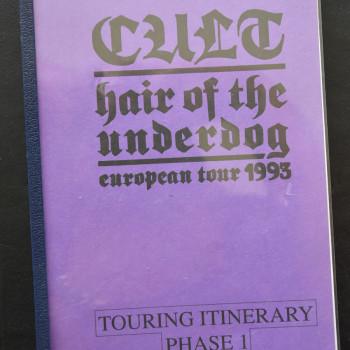 CULT
hair of the
underdog
european tour 1993
TOURING ITINERARY
PHASE 1